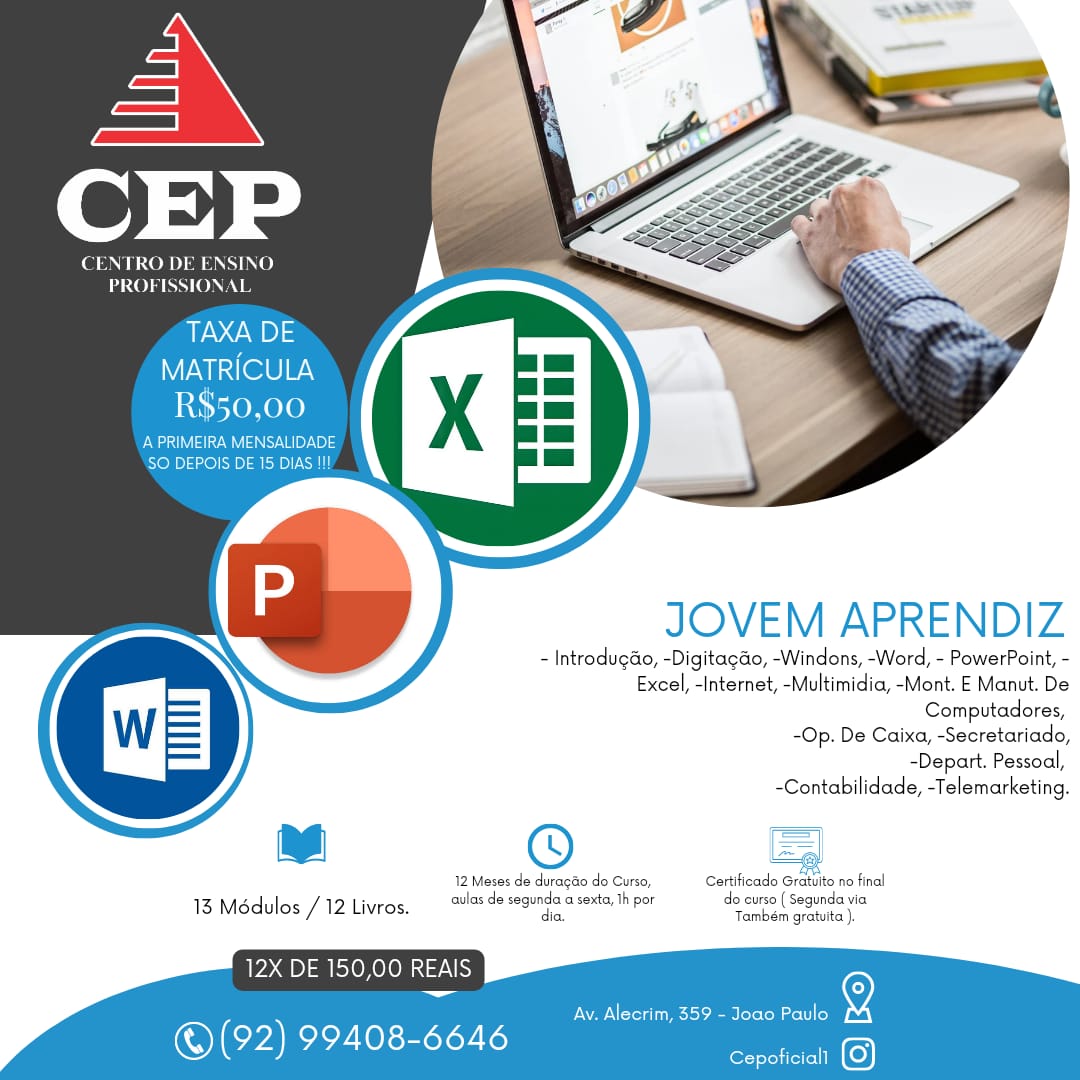 CEP
CENTRO DE ENSINO
PROFISSIONAL
STARTUP
TAXA DE
MATRÍCULA
R$50,00
A PRIMEIRA MENSALIDADE
SO DEPOIS DE 15 DIAS !!!
X
P
W
JOVEM APRENDIZ
- Introdução, -Digitação, -Windons, -Word, - PowerPoint, -
Excel, -Internet, -Multimidia, -Mont. E Manut. De
Computadores,
-Op. De Caixa, -Secretariado,
-Depart. Pessoal,
-Contabilidade, -Telemarketing.
13 Módulos / 12 Livros.
12 Meses de duração do Curso,
aulas de segunda a sexta, 1h por
dia.
Certificado Gratuito no final
do curso ( Segunda via
Também gratuita ).
12X DE 150,00 REAIS
(92) 99408-6646
Av. Alecrim, 359 - Joao Paulo
Cepoficial1